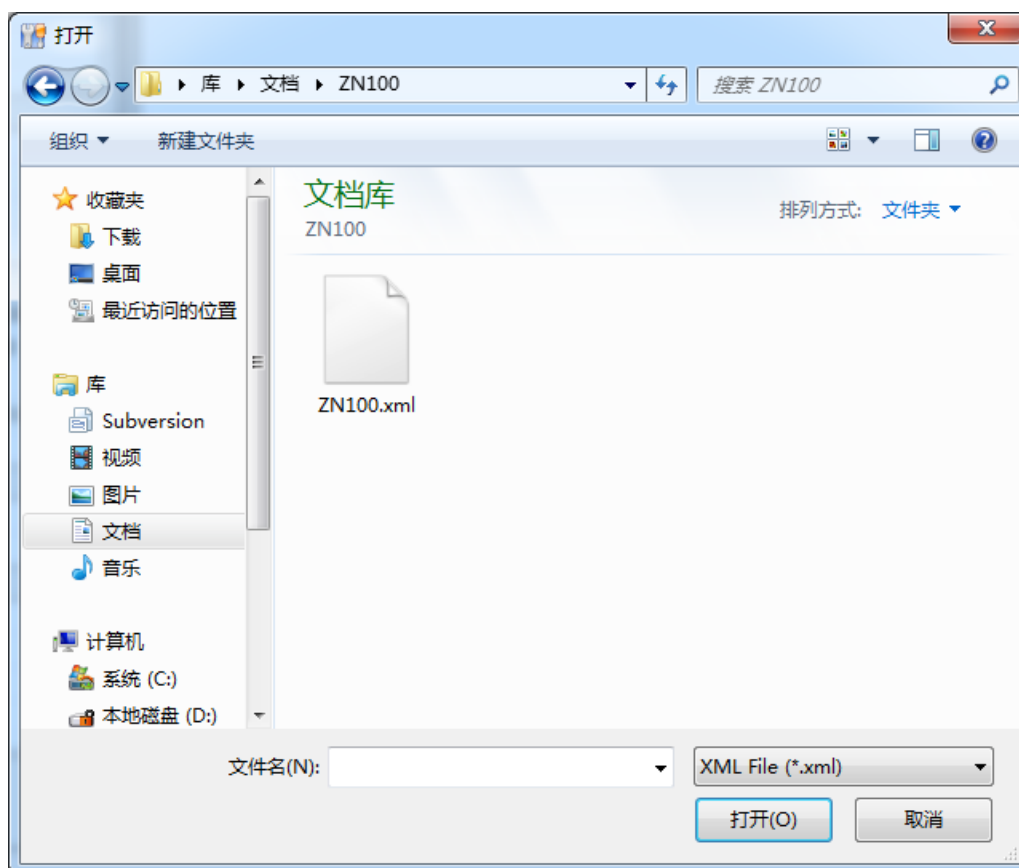 打开
库 文档 ZN100
搜索 ZN100
组织 新建文件夹
收藏夹
下载
桌面
最近访问的位置
库
Subversion
视频
图片
文档
音乐
计算机
系统 (C:)
本地磁盘 (D:)
文档库
ZN100
排列方式: 文件夹
ZN100.xml
文件名(N):
XML File (*.xml)
打开(O) 取消